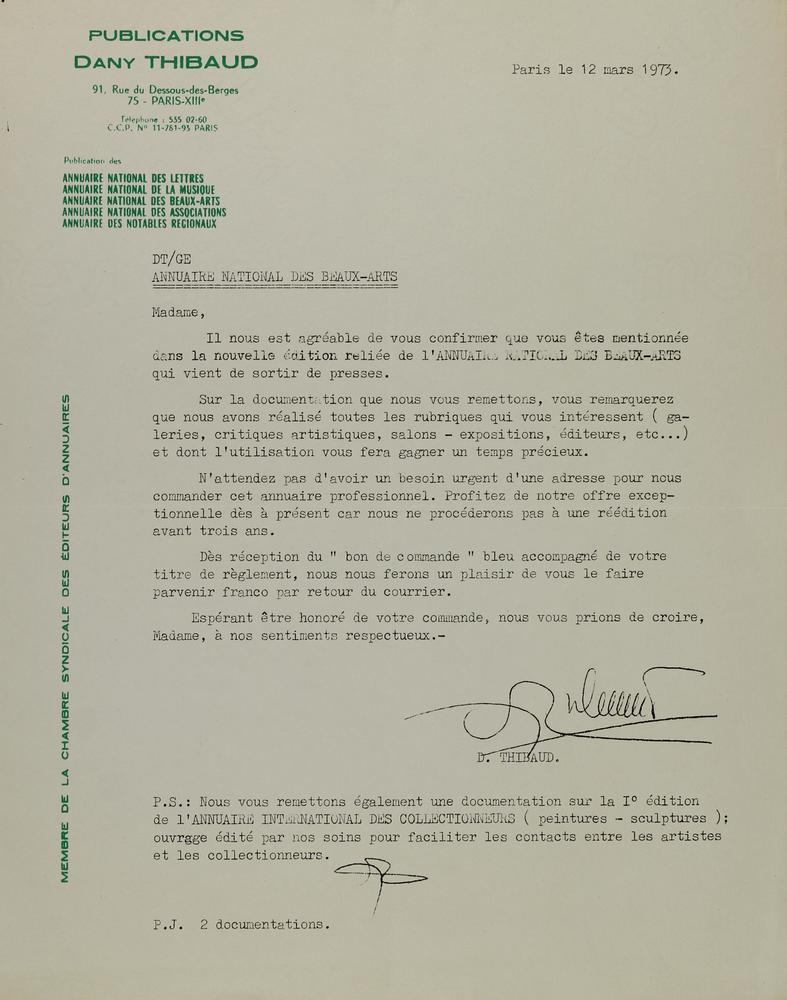 PUBLICATIONS
DANY THIBAUD
91, Rue du Dessous-des-Berges
75 - PARIS-XIIIe
Téléphone : 535 02-60
C.C.P. N° 11-761-95 PARIS
Paris le 12 mars 1973.
Publication des
ANNUAIRE NATIONAL DES LETTRES
ANNUAIRE NATIONAL DE LA MUSIQUE
ANNUAIRE NATIONAL DES BEAUX-ARTS
ANNUAIRE NATIONAL DES ASSOCIATIONS
ANNUAIRE DES NOTABLES REGIONAUX
MEMBRE DE LA CHAMBRE SYNDICALE DES ÉDITEURS D'ANNUAIRES
DT/GE
ANNUAIRE NATIONAL DES BEAUX-ARTS
Madame,
Il nous est agréable de vous confirmer que vous êtes mentionnée
dans la nouvelle édition reliée de l'ANNUAIRE NATIONAL DES BEAUX-ARTS
qui vient de sortir de presses.
Sur la documentation que nous vous remettons, vous remarquerez
que nous avons réalisé toutes les rubriques qui vous intéressent ( ga-
leries, critiques artistiques, salons - expositions, éditeurs, etc...)
et dont l'utilisation vous fera gagner un temps précieux.
N'attendez pas d'avoir un besoin urgent d'une adresse pour nous
commander cet annuaire professionnel. Profitez de notre offre excep-
tionnelle dès à présent car nous ne procéderons pas à une réédition
avant trois ans.
Dès réception du " bon de commande " bleu accompagné de votre
titre de règlement, nous nous ferons un plaisir de vous le faire
parvenir franco par retour du courrier.
Espérant être honoré de votre commande, nous vous prions de croire,
Madame, à nos sentiments respectueux.-
D. THIBAUD.
P.S.: Nous vous remettons également une documentation sur la I° édition
de l'ANNUAIRE INTERNATIONAL DES COLLECTIONNEURS ( peintures - sculptures );
ouvrgge édité par nos soins pour faciliter les contacts entre les artistes
et les collectionneurs.
P.J. 2 documentations.